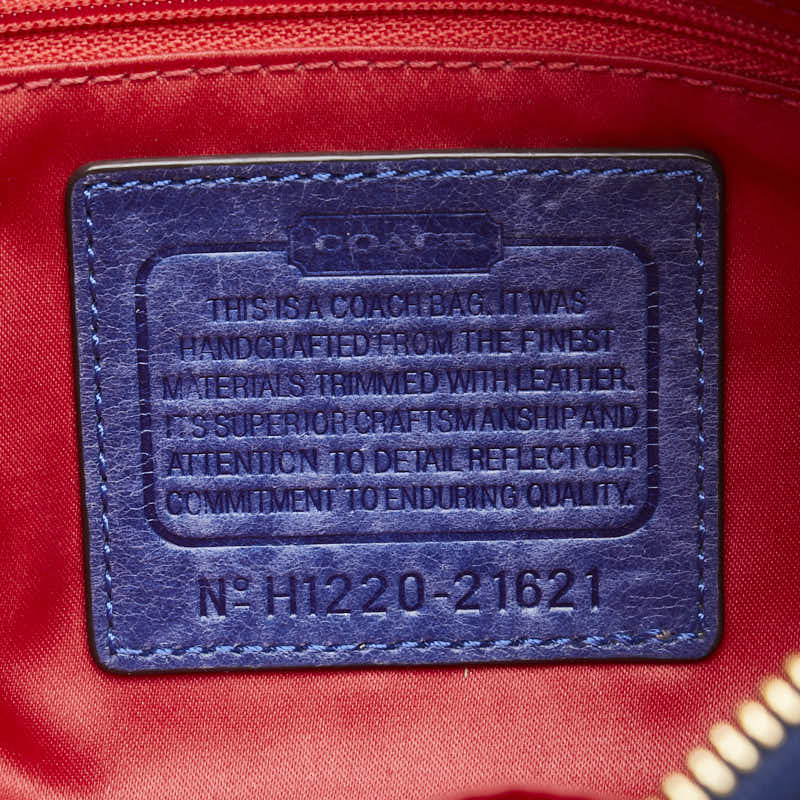 COACH
THIS IS A COACH BAG. IT WAS
HANDCRAFTED FROM THE FINEST
MATERIALS TRIMMED WITH LEATHER.
IT'S SUPERIOR CRAFTSMANSHIP AND
ATTENTION TO DETAIL REFLECT OUR
COMMITMENT TO ENDURING QUALITY.
Nº H1220-21621